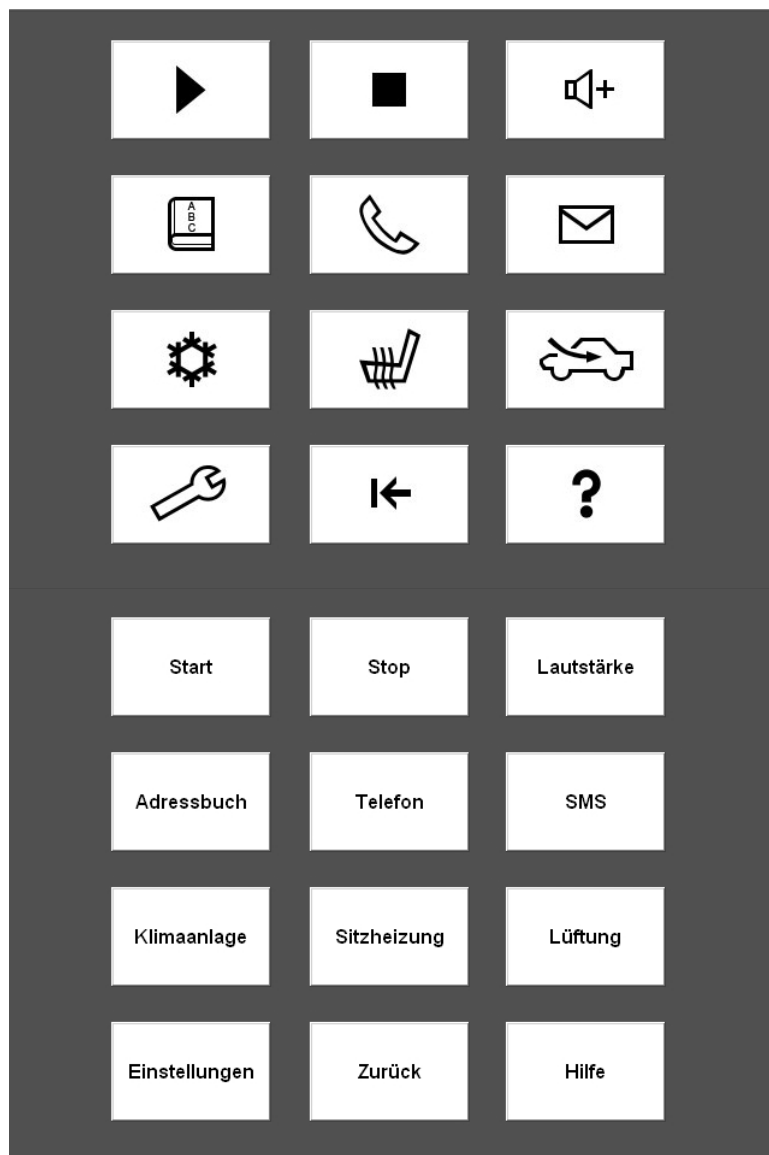 A
B
C
?
Start Stop Lautstärke
Adressbuch Telefon SMS
Klimaanlage Sitzheizung Lüftung
Einstellungen Zurück Hilfe